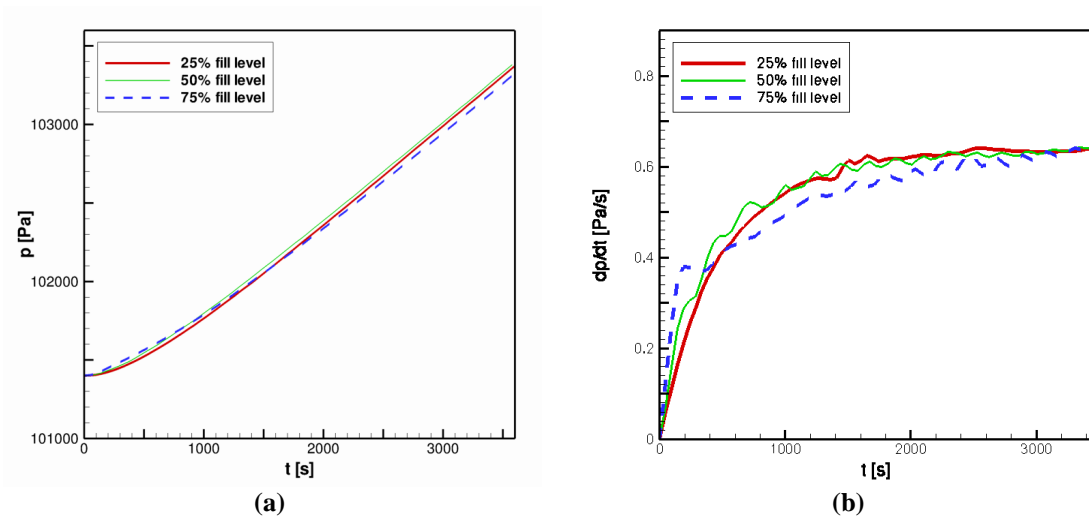 25% fill level
50% fill level
75% fill level
p [Pa]
103000
102000
101000
0
1000
2000
3000
t [s]
(a)
25% fill level
50% fill level
75% fill level
dp/dt [Pa/s]
0.8
0.6
0.4
0.2
0
0
1000
2000
3000
t [s]
(b)